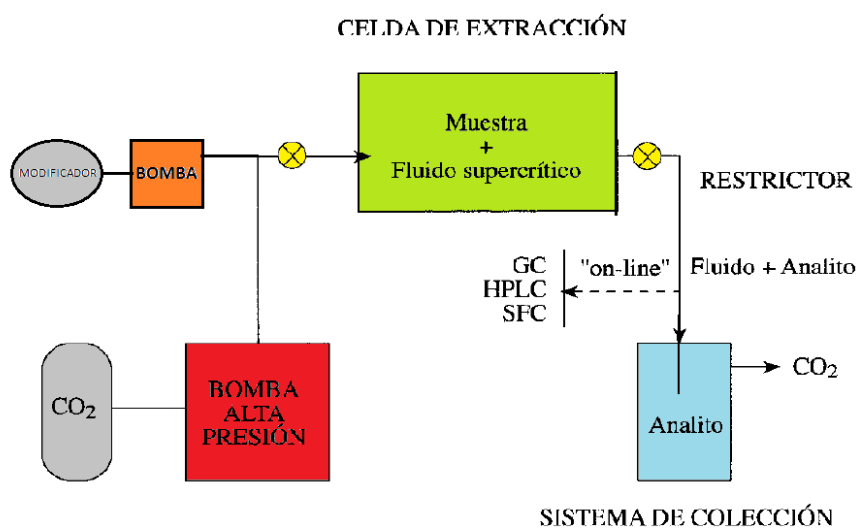 CELDA DE EXTRACCIÓN
MODIFICADOR
BOMBA
Muestra
+
Fluido supercrítico
RESTRICTOR
GC
HPLC
SFC
"on-line"
Fluido + Analito
CO2
BOMBA
ALTA
PRESIÓN
Analito
CO2
SISTEMA DE COLECCIÓN